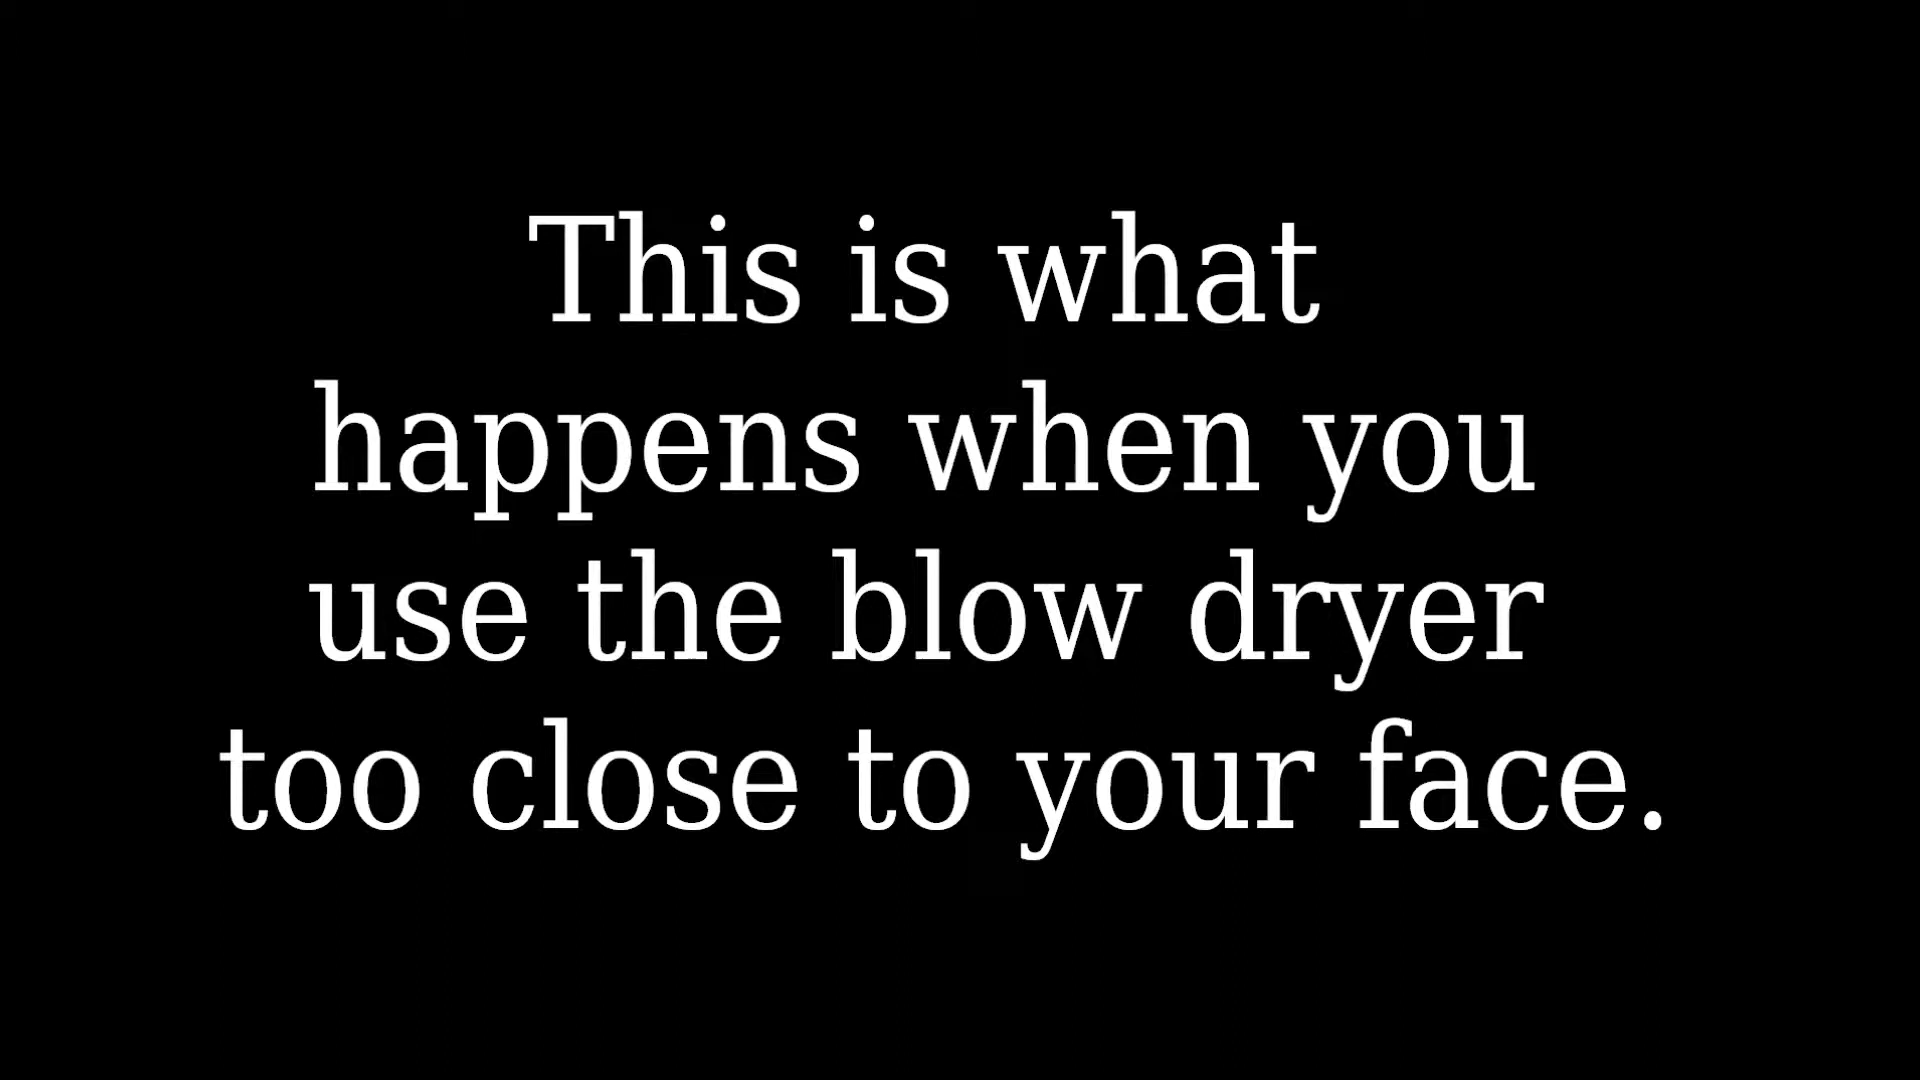 This is what
happens when you
use the blow dryer
too close to your face.